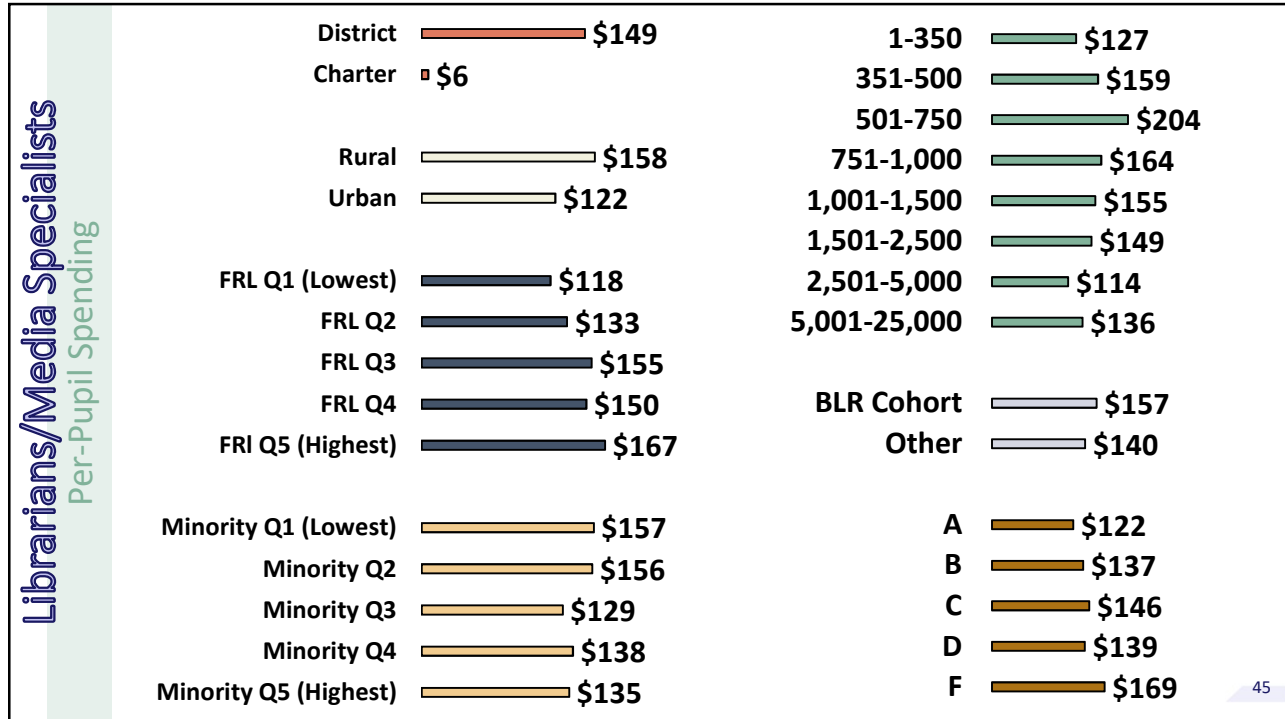 Librarians/Media Specialists
Per-Pupil Spending
District $149
Charter $6
Rural $158
Urban $122
FRL Q1 (Lowest) $118
FRL Q2 $133
FRL Q3 $155
FRL Q4 $150
FRl Q5 (Highest) $167
Minority Q1 (Lowest) $157
Minority Q2 $156
Minority Q3 $129
Minority Q4 $138
Minority Q5 (Highest) $135
1-350 $127
351-500 $159
501-750 $204
751-1,000 $164
1,001-1,500 $155
1,501-2,500 $149
2,501-5,000 $114
5,001-25,000 $136
BLR Cohort $157
Other $140
A $122
B $137
C $146
D $139
F $169
45